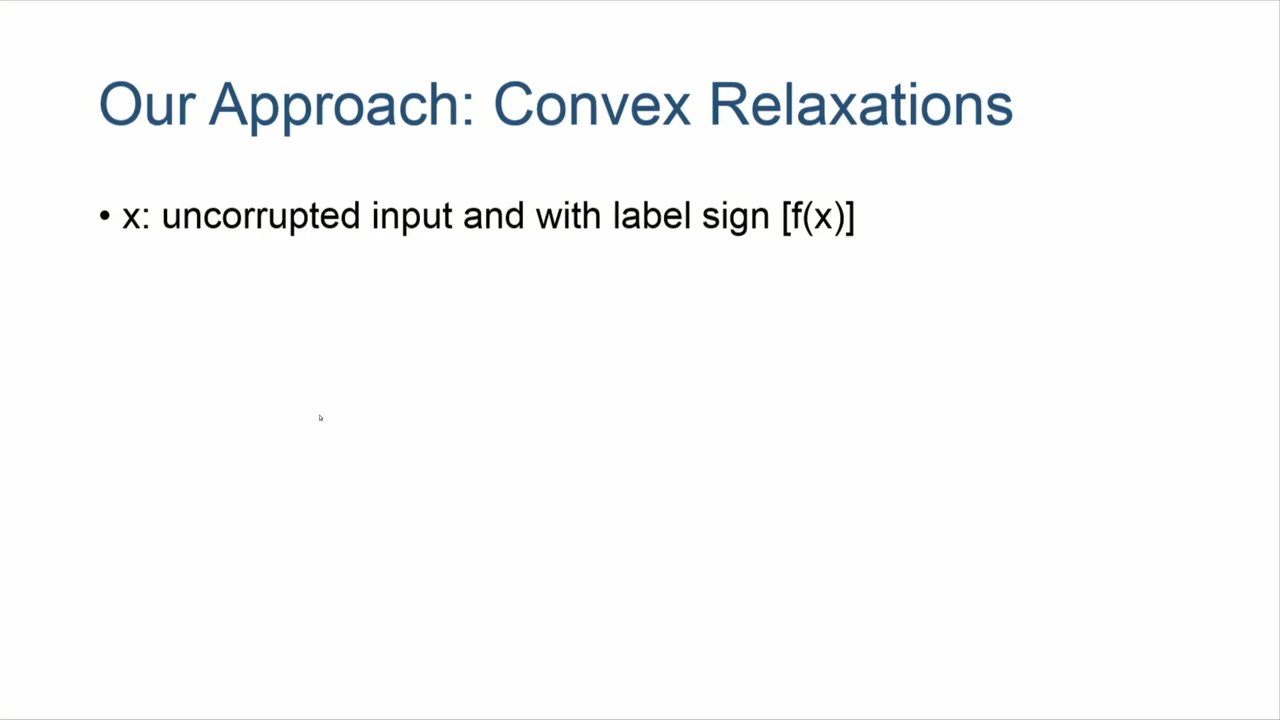 Our Approach: Convex Relaxations
• x: uncorrupted input and with label sign [f(x)]